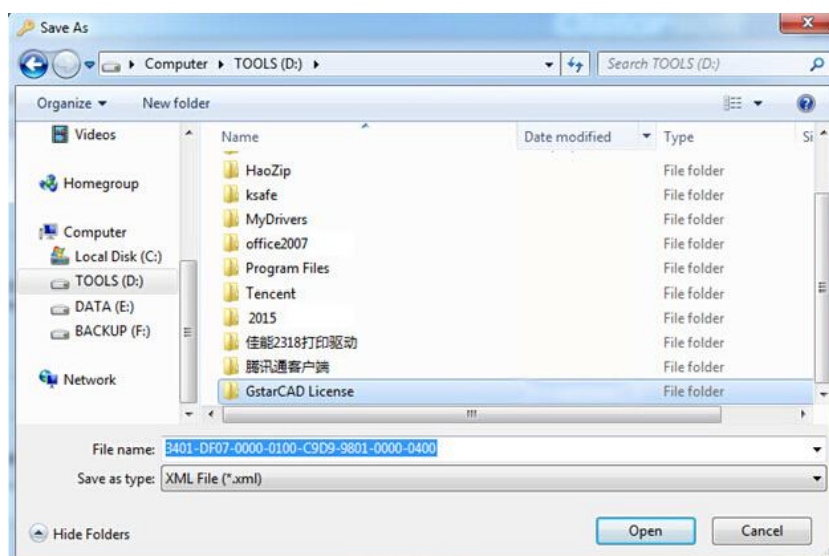 Save As
Computer ▸ TOOLS (D:) ▸
Search TOOLS (D:)
Organize
New folder
Videos
Homegroup
Computer
Local Disk (C:)
TOOLS (D:)
DATA (E:)
BACKUP (F:)
Network
Name Date modified Type Si
HaoZip File folder
ksafe File folder
MyDrivers File folder
office2007 File folder
Program Files File folder
Tencent File folder
2015 File folder
佳能2318打印驱动 File folder
腾讯通客户端 File folder
GstarCAD License File folder
File name: 3401-DF07-0000-0100-C9D9-9801-0000-0400
Save as type: XML File (*.xml)
Hide Folders
Open
Cancel